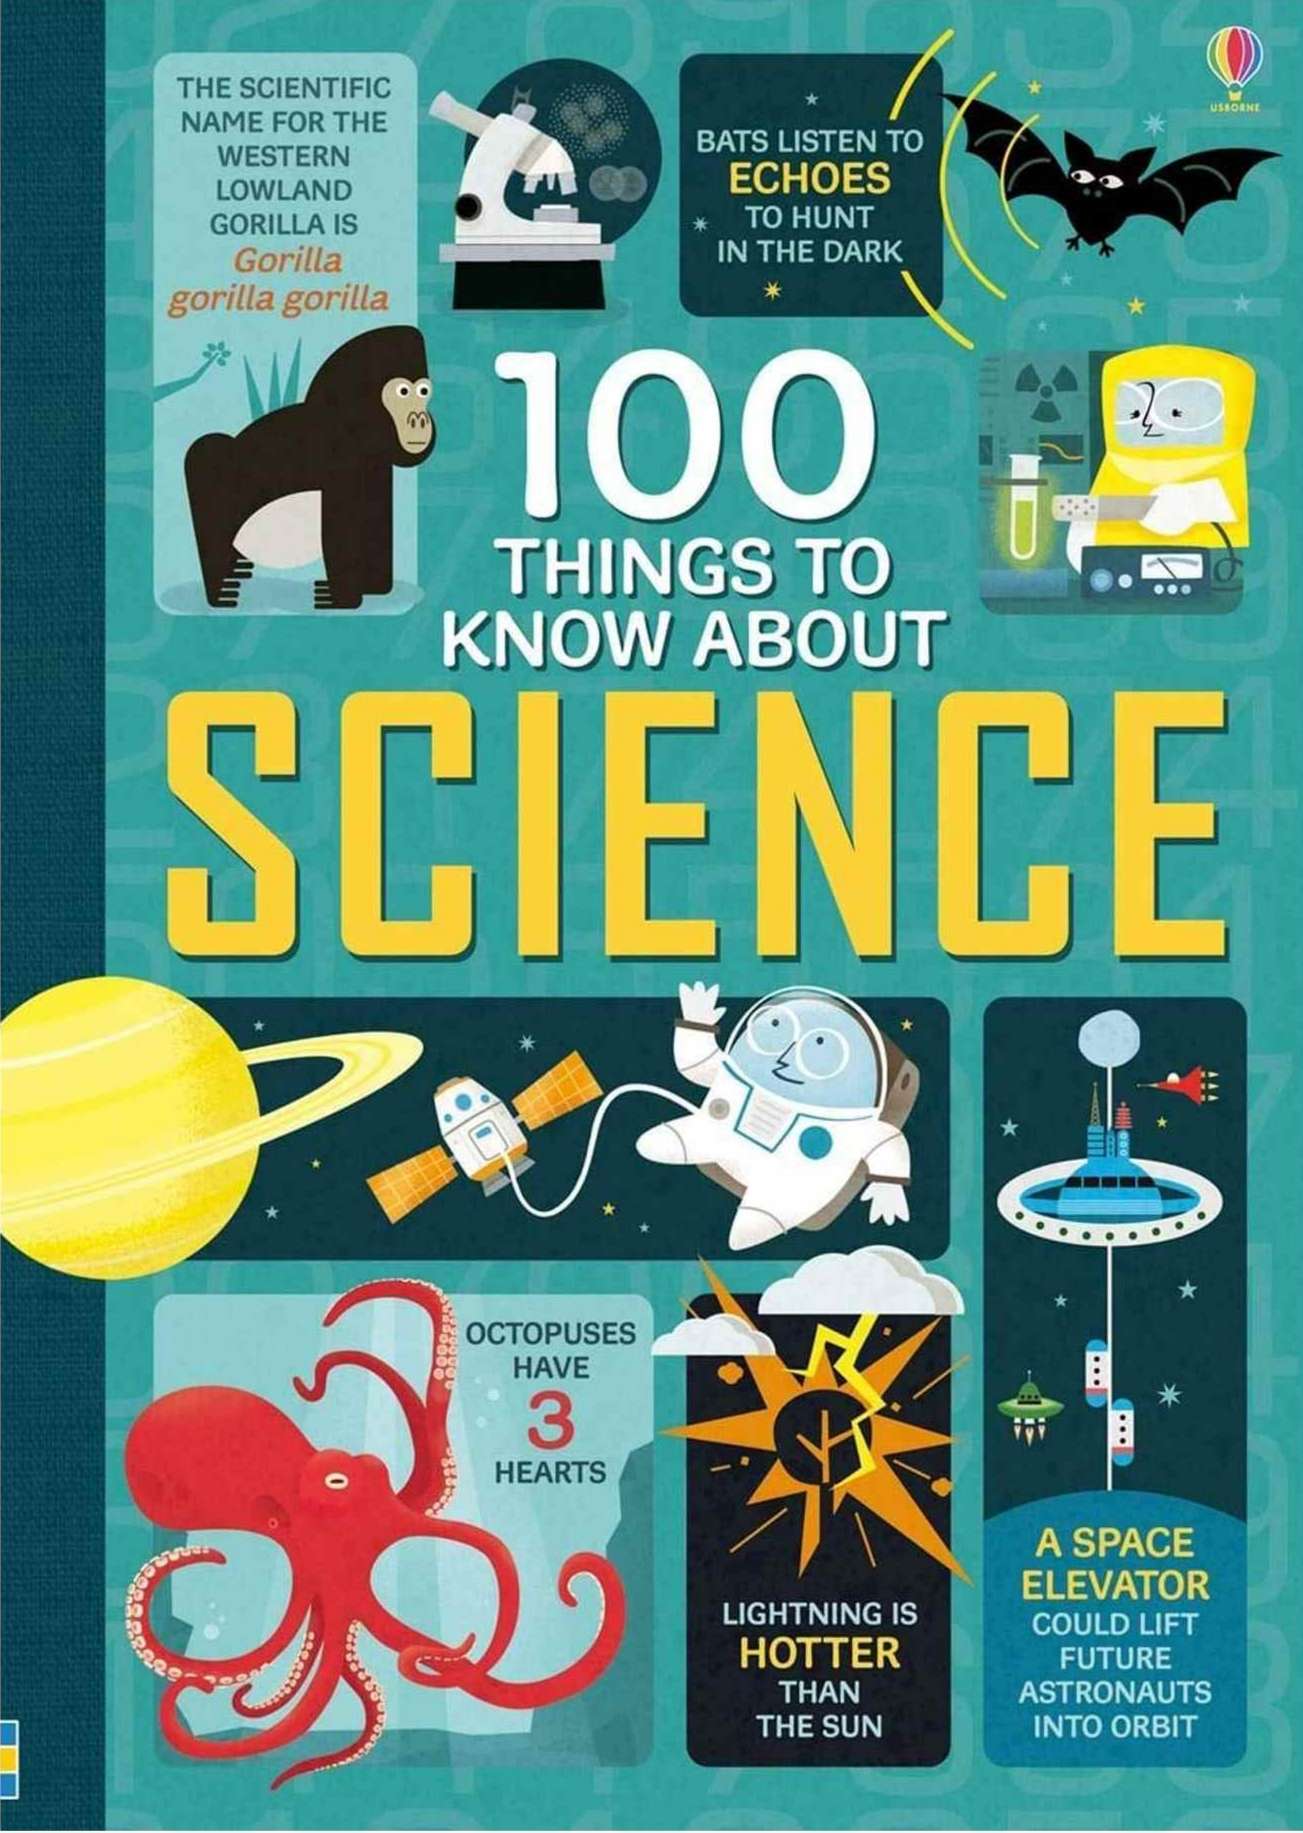 THE SCIENTIFIC
NAME FOR THE
WESTERN
LOWLAND
GORILLA IS
Gorilla
gorilla gorilla
BATS LISTEN TO
ECHOES
TO HUNT
IN THE DARK
USBORNE
100
THINGS TO
KNOW ABOUT
SCIENCE
OCTOPUSES
HAVE
3
HEARTS
LIGHTNING IS
HOTTER
THAN
THE SUN
A SPACE
ELEVATOR
COULD LIFT
FUTURE
ASTRONAUTS
INTO ORBIT